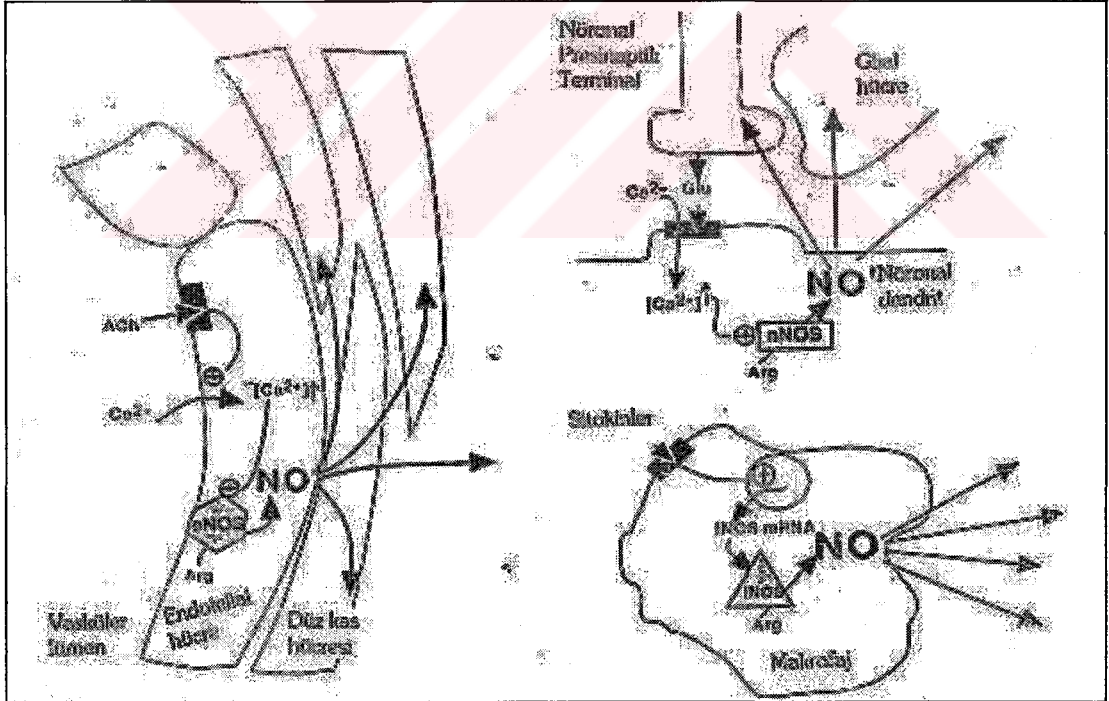 ACh
Ca²⁺
[Ca²⁺]↑
NO
Arg
Vasküler
lümen
Endotelial
hücre
Düz kas
hücresi
Nöronal
Presinaptik
Terminal
Glial
hücre
Ca²⁺
Glu
[Ca²⁺]↑
NO
Nöronal
dendrit
nNOS
Arg
Sitokinler
iNOS mRNA
NO
iNOS
Arg
Makrofaj